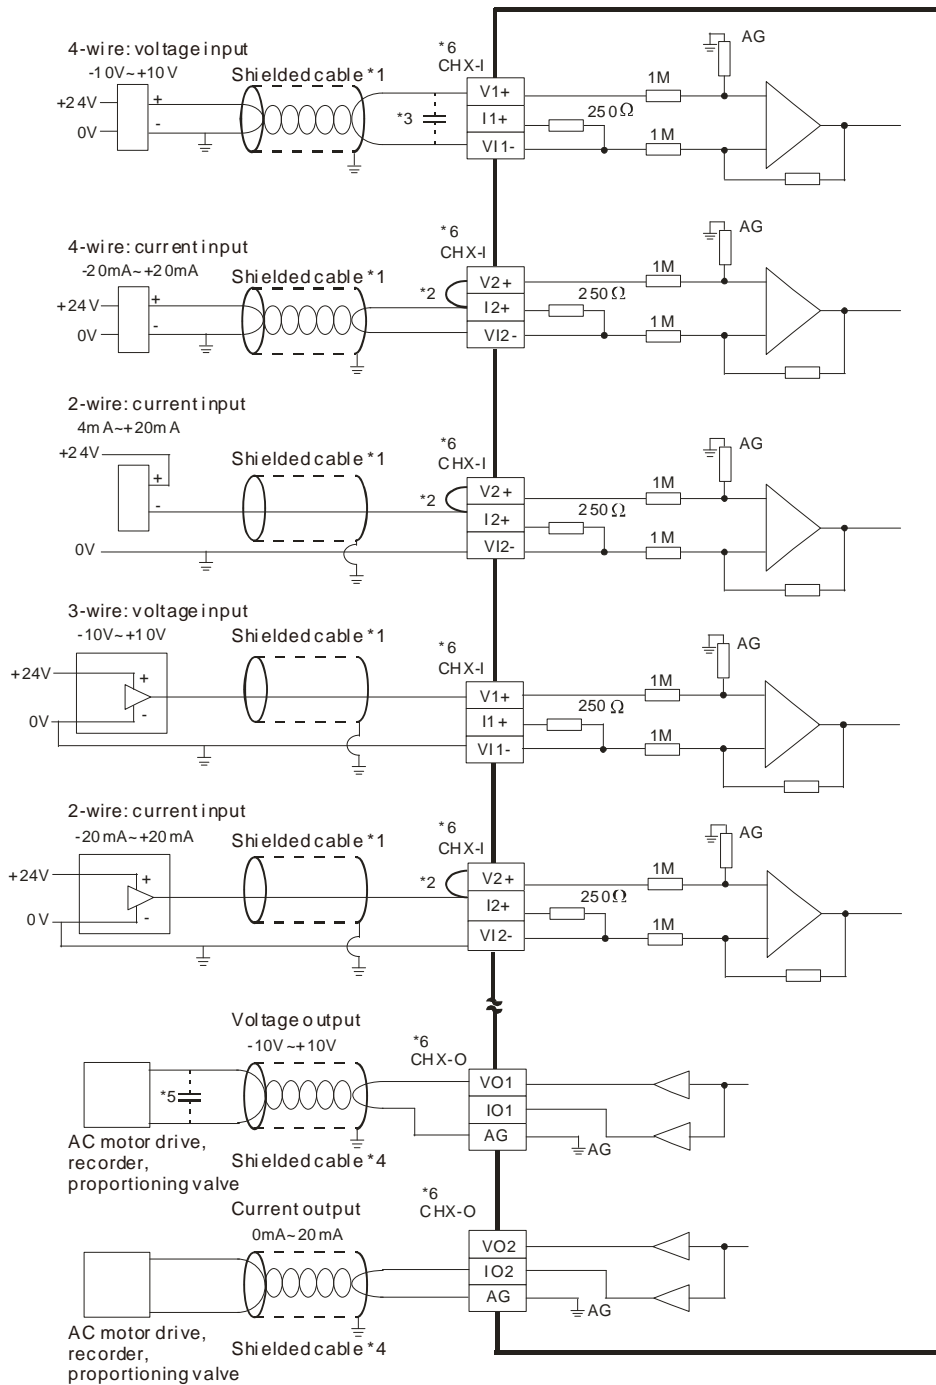 4-wire: voltage input
-10V~+10V
+24V
0V
+
-
Shielded cable *1
*3
*6
CHX-I
V1+
I1+
VI1-
250Ω
1M
1M
AG
4-wire: current input
-20mA~+20mA
+24V
0V
+
-
Shielded cable *1
*2
*6
CHX-I
V2+
I2+
VI2-
250Ω
1M
1M
AG
2-wire: current input
4mA~+20mA
+24V
+
-
0V
Shielded cable *1
*2
*6
CHX-I
V2+
I2+
VI2-
250Ω
1M
1M
AG
3-wire: voltage input
-10V~+10V
+24V
0V
+
-
Shielded cable *1
*6
CHX-I
V1+
I1+
VI1-
250Ω
1M
1M
AG
2-wire: current input
-20mA~+20mA
+24V
0V
+
-
Shielded cable *1
*2
*6
CHX-I
V2+
I2+
VI2-
250Ω
1M
1M
AG
Voltage output
-10V~+10V
*5
AC motor drive,
recorder,
proportioning valve
Shielded cable *4
*6
CHX-O
VO1
IO1
AG
AG
Current output
0mA~20mA
AC motor drive,
recorder,
proportioning valve
Shielded cable *4
*6
CHX-O
VO2
IO2
AG
AG